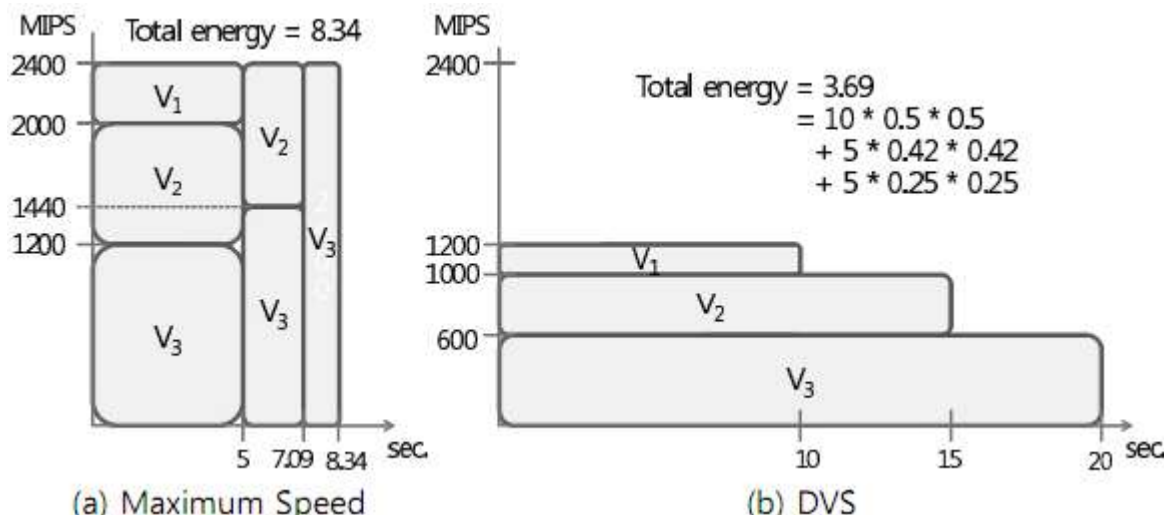 MIPS
Total energy = 8.34
2400
2000
1440
1200
V1
V2
V3
V2
V3
V3
5
7.09
8.34
sec.
(a) Maximum Speed
MIPS
2400
Total energy = 3.69
= 10 * 0.5 * 0.5
+ 5 * 0.42 * 0.42
+ 5 * 0.25 * 0.25
1200
1000
600
V1
V2
V3
10
15
20
sec.
(b) DVS